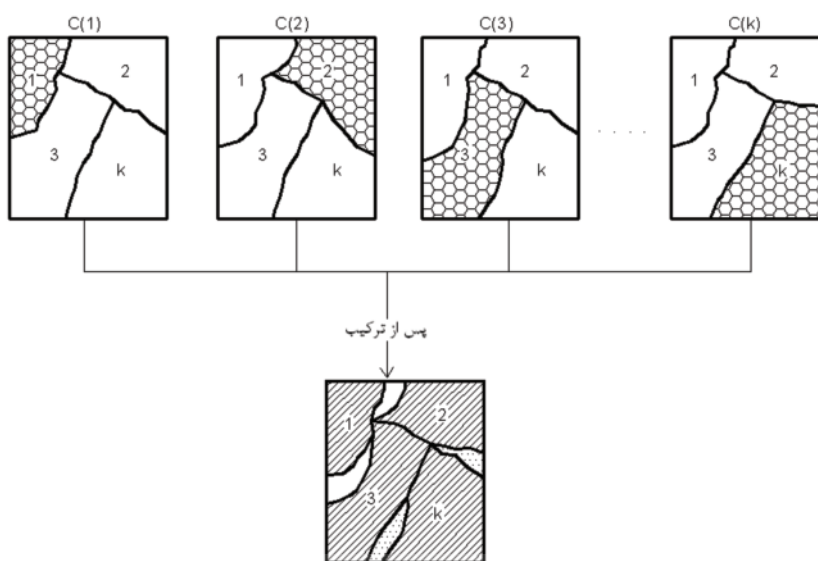 C(1) C(2) C(3) C(k)
1 2 1 2 1 2 1 2
. . . .
3 k 3 k 3 k 3 k
پس از ترکیب
1 2
3 k